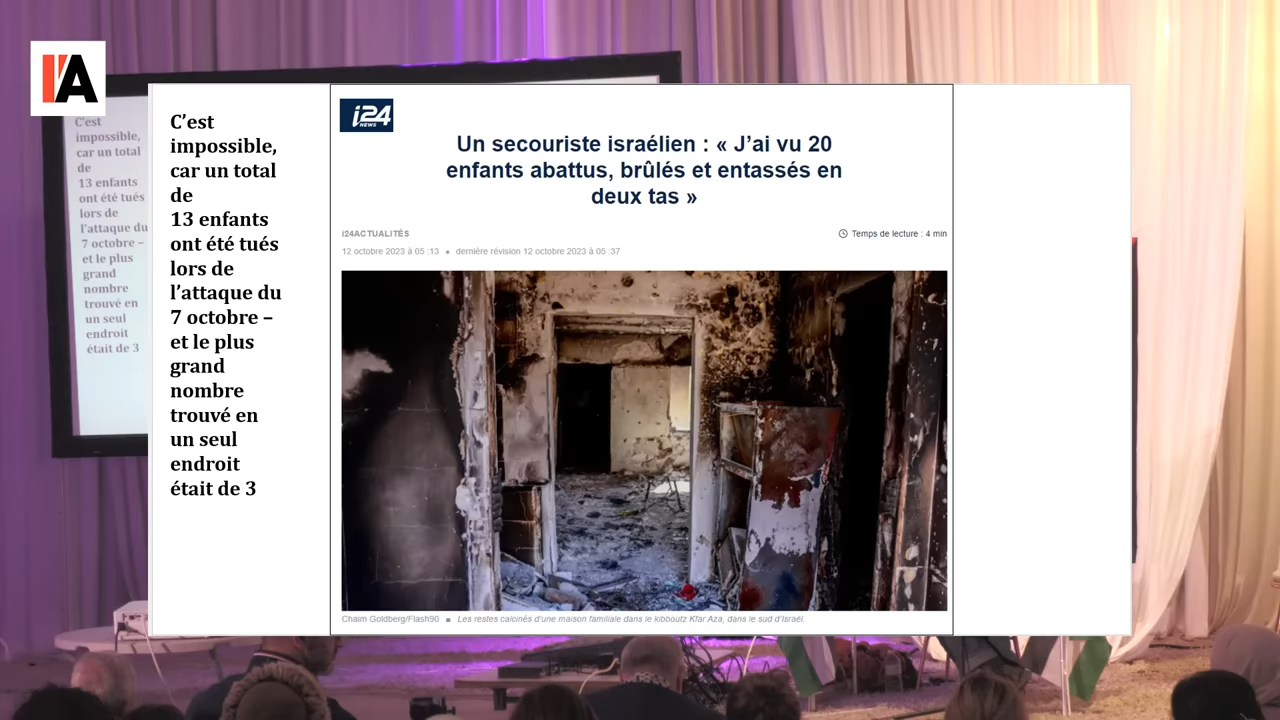 l'A
C'est
impossible,
car un total
de
13 enfants
ont été tués
lors de
l'attaque du
7 octobre –
et le plus
grand
nombre
trouvé en
un seul
endroit
était de 3
C'est
impossible,
car un total
de
13 enfants
ont été tués
lors de
l'attaque du
7 octobre –
et le plus
grand
nombre
trouvé en
un seul
endroit
était de 3
i24
NEWS
Un secouriste israélien : « J'ai vu 20
enfants abattus, brûlés et entassés en
deux tas »
i24ACTUALITÉS
Temps de lecture : 4 min
12 octobre 2023 à 05 :13 ■ dernière révision 12 octobre 2023 à 05 :37
Chaim Goldberg/Flash90 ■ Les restes calcinés d'une maison familiale dans le kibboutz Kfar Aza, dans le sud d'Israël.